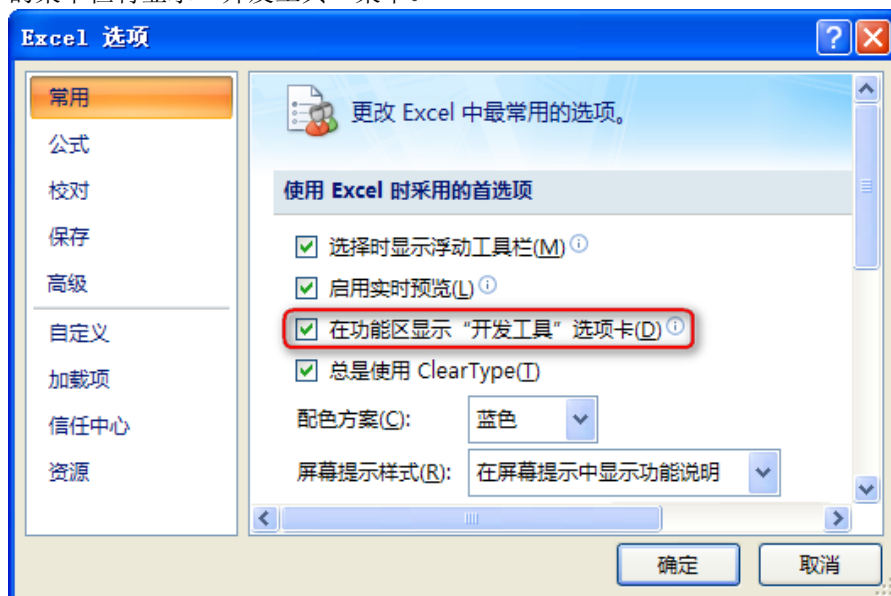 Excel 选项
常用
公式
校对
保存
高级
自定义
加载项
信任中心
资源
更改 Excel 中最常用的选项。
使用 Excel 时采用的首选项
选择时显示浮动工具栏(M)
启用实时预览(L)
在功能区显示“开发工具”选项卡(D)
总是使用 ClearType(T)
配色方案(C): 蓝色
屏幕提示样式(R): 在屏幕提示中显示功能说明
确定 取消